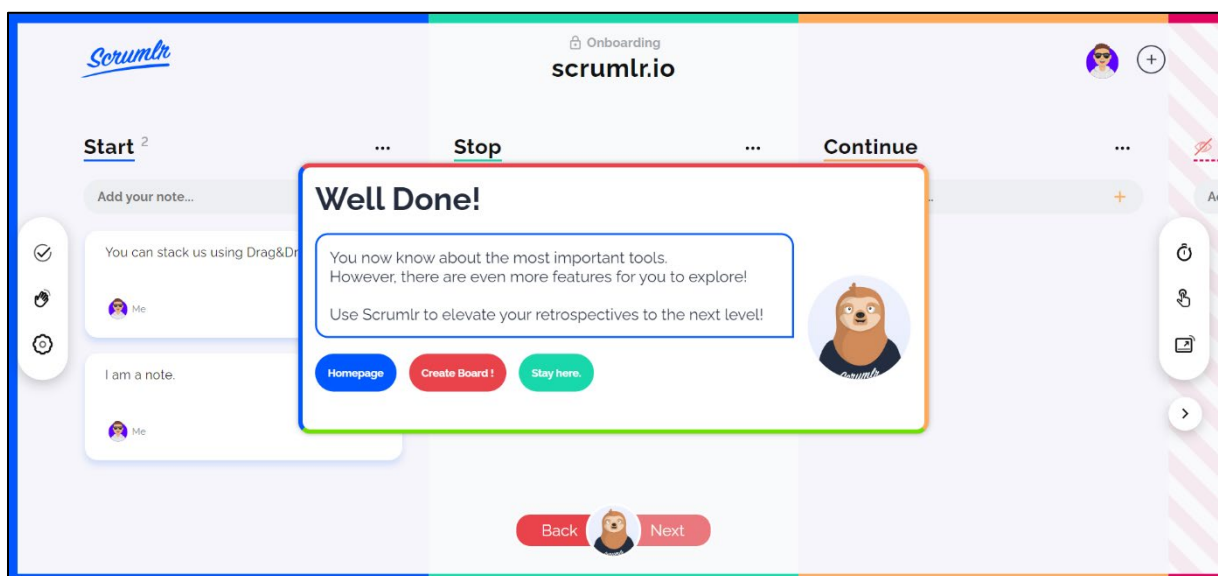 Scrumlr
Onboarding
scrumlr.io
Start 2
Stop
Continue
Add your note...
Well Done!
You now know about the most important tools.
However, there are even more features for you to explore!
Use Scrumlr to elevate your retrospectives to the next level!
Homepage
Create Board !
Stay here.
Scrumlr
You can stack us using Drag&Dr
Me
I am a note.
Me
Back
Next